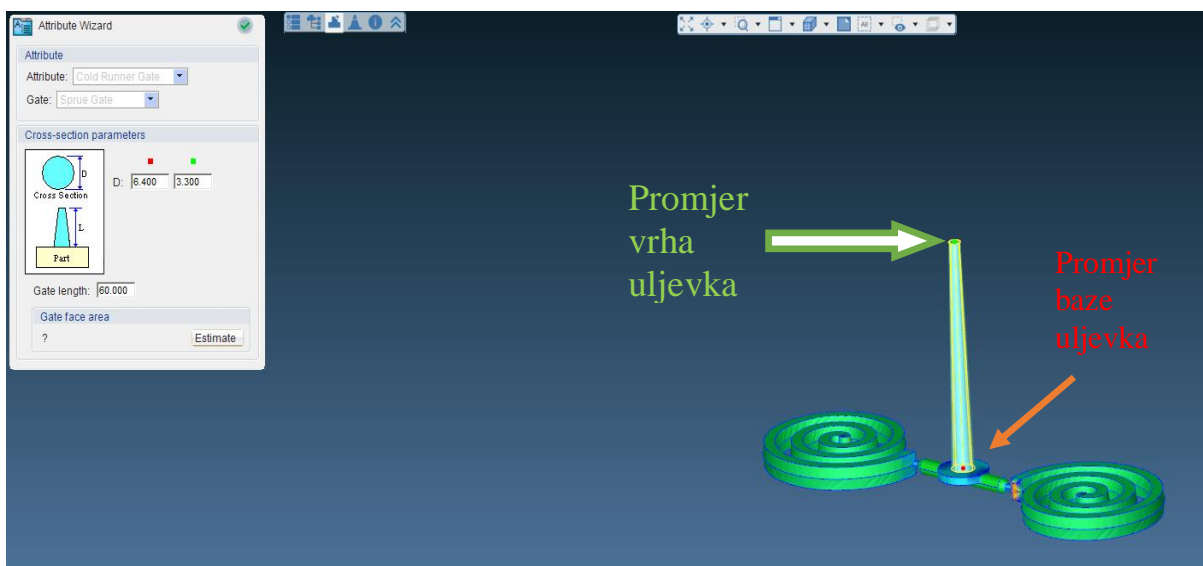 Attribute Wizard
Attribute
Attribute: Cold Runner Gate
Gate: Sprue Gate
Cross-section parameters
D
Cross Section
L
Part
D: 6.400 3.300
Gate length: 60.000
Gate face area
? Estimate
All
Promjer
vrha
uljevka
Promjer
baze
uljevka